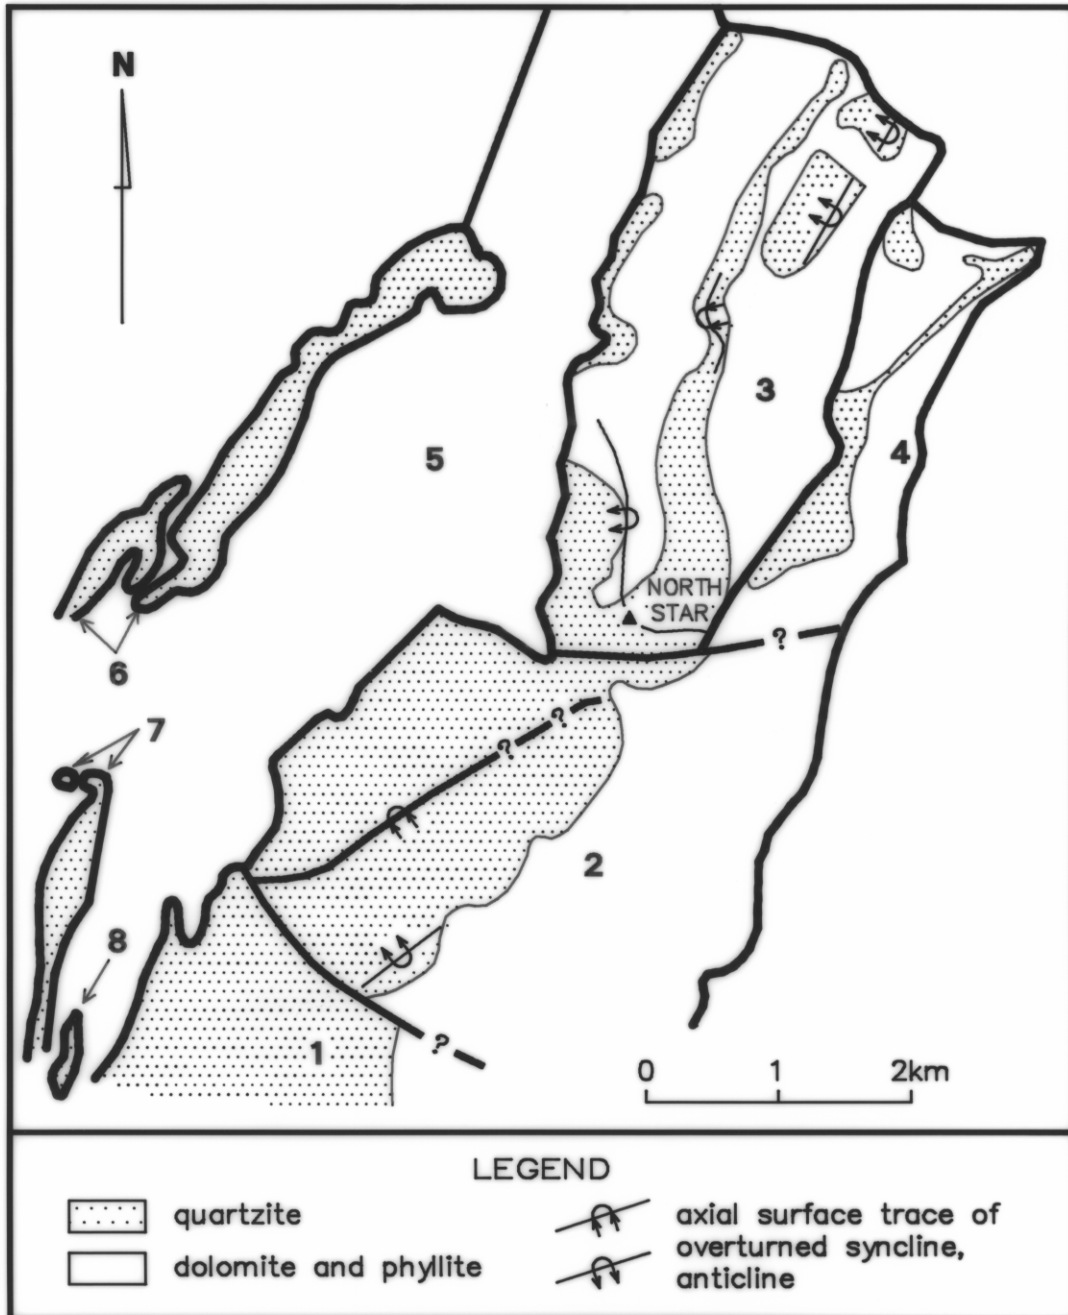 N
3
4
5
NORTH
STAR
?
6
7
?
?
2
8
1
?
0 1 2km
LEGEND
quartzite
dolomite and phyllite
axial surface trace of
overturned syncline,
anticline